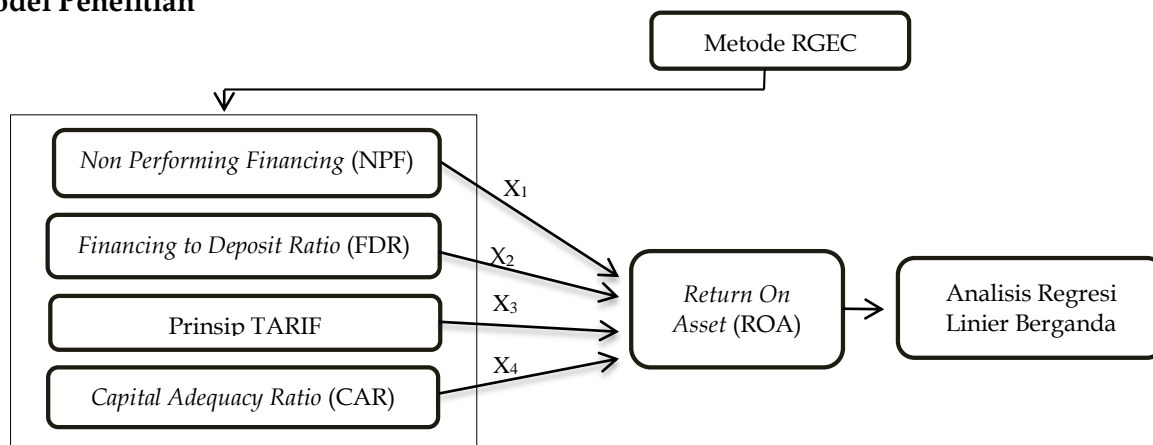 Model Penelitian
Metode RGEC
Non Performing Financing (NPF)
X1
Financing to Deposit Ratio (FDR)
X2
Prinsip TARIF
X3
Capital Adequacy Ratio (CAR)
X4
Return On
Asset (ROA)
Analisis Regresi
Linier Berganda